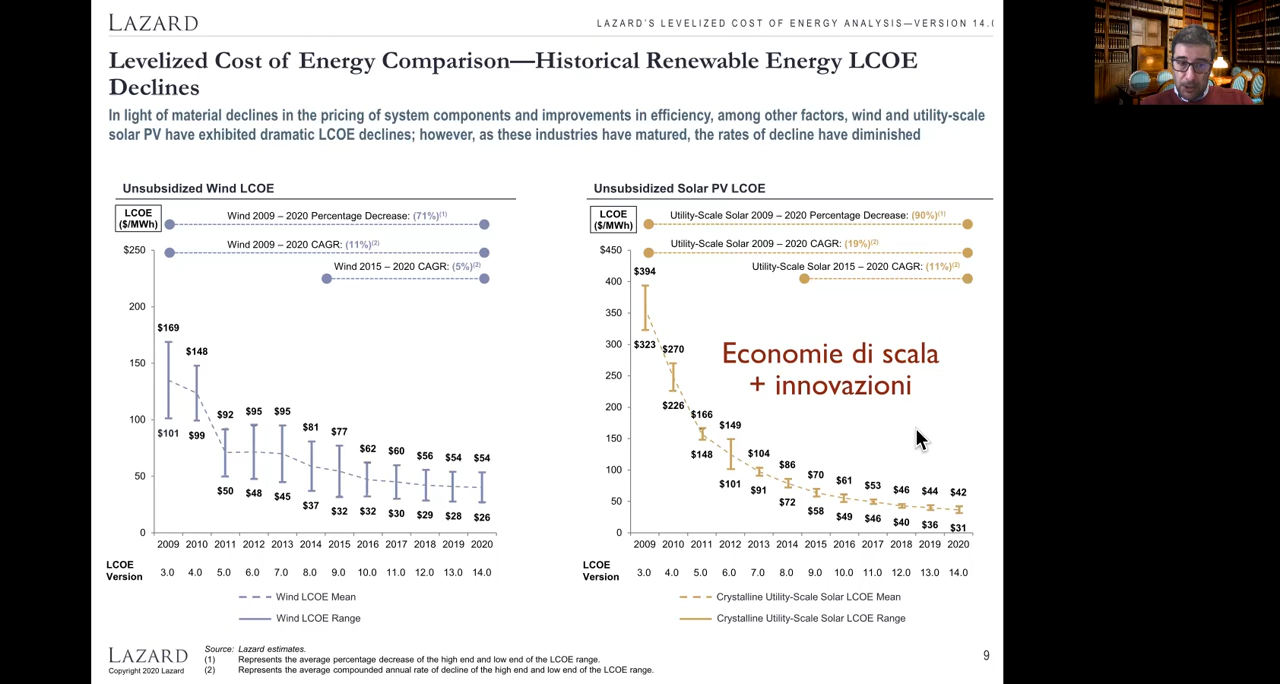 LAZARD
LAZARD'S LEVELIZED COST OF ENERGY ANALYSIS—VERSION 14.0
Levelized Cost of Energy Comparison—Historical Renewable Energy LCOE
Declines
In light of material declines in the pricing of system components and improvements in efficiency, among other factors, wind and utility-scale
solar PV have exhibited dramatic LCOE declines; however, as these industries have matured, the rates of decline have diminished
Unsubsidized Wind LCOE
LCOE
($/MWh)
Wind 2009 – 2020 Percentage Decrease: (71%)(1)
Wind 2009 – 2020 CAGR: (11%)(2)
Wind 2015 – 2020 CAGR: (5%)(2)
$250
200
150
100
50
0
$169
$148
$92 $95 $95 $81 $77 $62 $60 $56 $54 $54
$101 $99 $50 $48 $45 $37 $32 $32 $30 $29 $28 $26
2009 2010 2011 2012 2013 2014 2015 2016 2017 2018 2019 2020
LCOE
Version
3.0 4.0 5.0 6.0 7.0 8.0 9.0 10.0 11.0 12.0 13.0 14.0
Wind LCOE Mean
Wind LCOE Range
Unsubsidized Solar PV LCOE
LCOE
($/MWh)
Utility-Scale Solar 2009 – 2020 Percentage Decrease: (90%)(1)
Utility-Scale Solar 2009 – 2020 CAGR: (19%)(2)
Utility-Scale Solar 2015 – 2020 CAGR: (11%)(2)
$450
400
350
300
250
200
150
100
50
0
$394 $270 $166 $149 $104 $86 $70 $61 $53 $46 $44 $42
$323 $226 $148 $101 $91 $72 $58 $49 $46 $40 $36 $31
Economie di scala
+ innovazioni
2009 2010 2011 2012 2013 2014 2015 2016 2017 2018 2019 2020
LCOE
Version
3.0 4.0 5.0 6.0 7.0 8.0 9.0 10.0 11.0 12.0 13.0 14.0
Crystalline Utility-Scale Solar LCOE Mean
Crystalline Utility-Scale Solar LCOE Range
LAZARD
Copyright 2020 Lazard
Source: Lazard estimates.
(1) Represents the average percentage decrease of the high end and low end of the LCOE range.
(2) Represents the average compounded annual rate of decline of the high end and low end of the LCOE range.
9